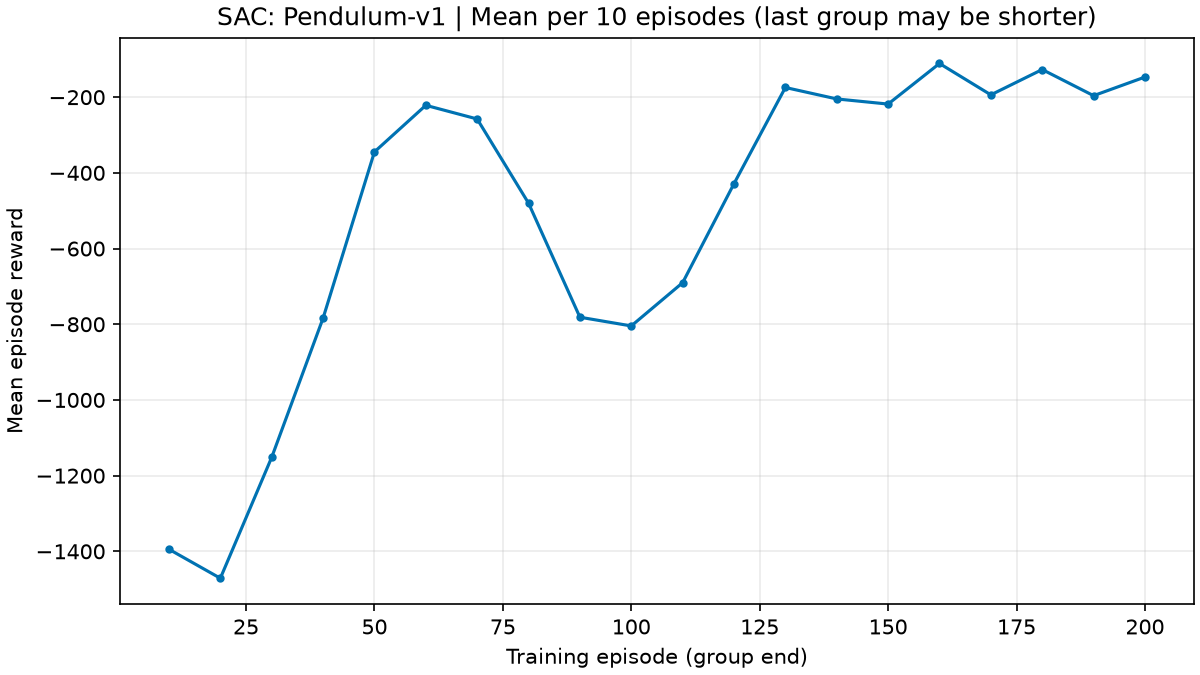 SAC: Pendulum-v1 | Mean per 10 episodes (last group may be shorter)
Mean episode reward
−200
−400
−600
−800
−1000
−1200
−1400
25 50 75 100 125 150 175 200
Training episode (group end)